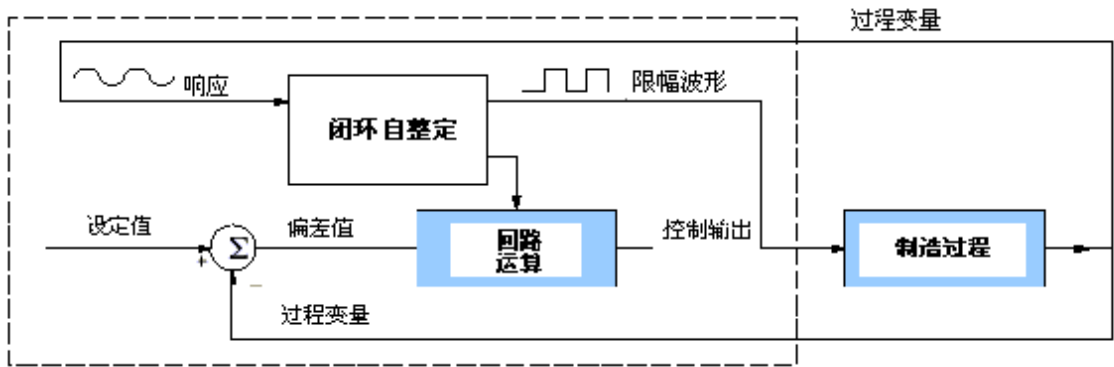 过程变量
响应
限幅波形
闭环 自整定
设定值
偏差值
回路
运算
控制输出
制造过程
+
Σ
−
过程变量